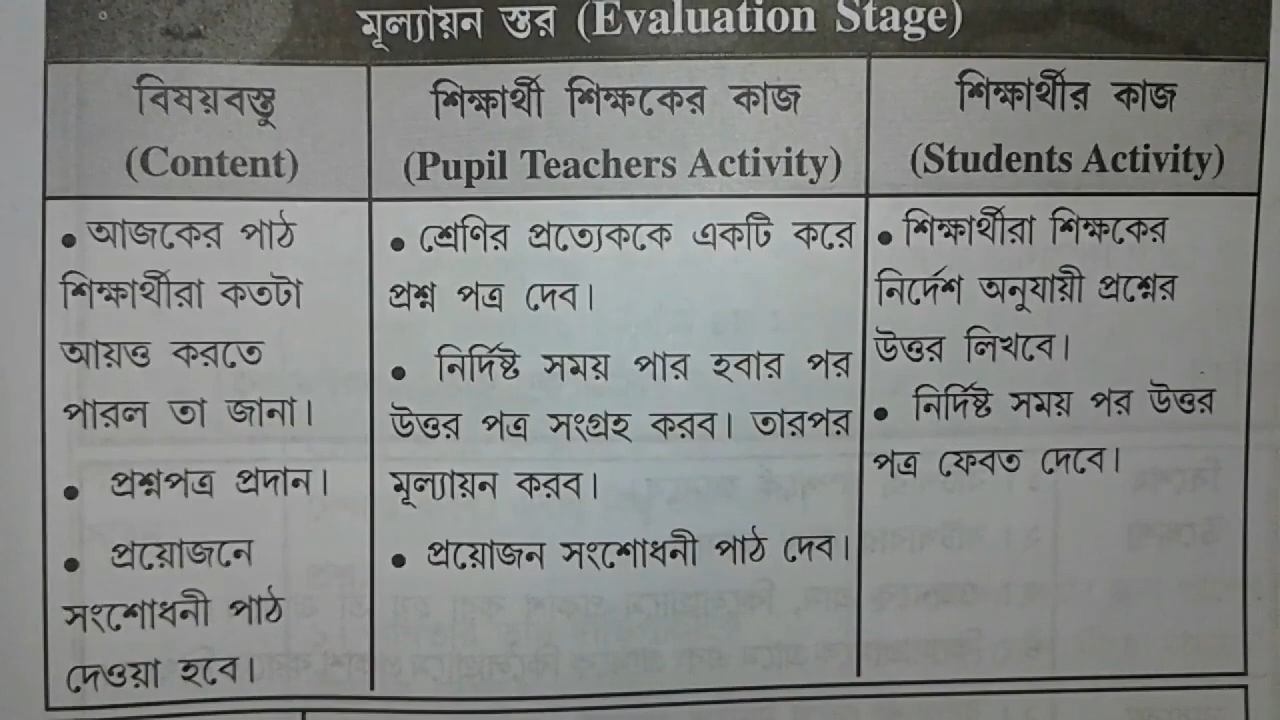 মূল্যায়ন স্তর (Evaluation Stage)
বিষয়বস্তু
(Content)
শিক্ষার্থী শিক্ষকের কাজ
(Pupil Teachers Activity)
শিক্ষার্থীর কাজ
(Students Activity)
• আজকের পাঠ
শিক্ষার্থীরা কতটা
আয়ত্ত করতে
পারল তা জানা।
• প্রশ্নপত্র প্রদান।
• প্রয়োজনে
সংশোধনী পাঠ
দেওয়া হবে।
• শ্রেণির প্রত্যেককে একটি করে
প্রশ্ন পত্র দেব।
• নির্দিষ্ট সময় পার হবার পর
উত্তর পত্র সংগ্রহ করব। তারপর
মূল্যায়ন করব।
• প্রয়োজন সংশোধনী পাঠ দেব।
• শিক্ষার্থীরা শিক্ষকের
নির্দেশ অনুযায়ী প্রশ্নের
উত্তর লিখবে।
• নির্দিষ্ট সময় পর উত্তর
পত্র ফেবত দেবে।